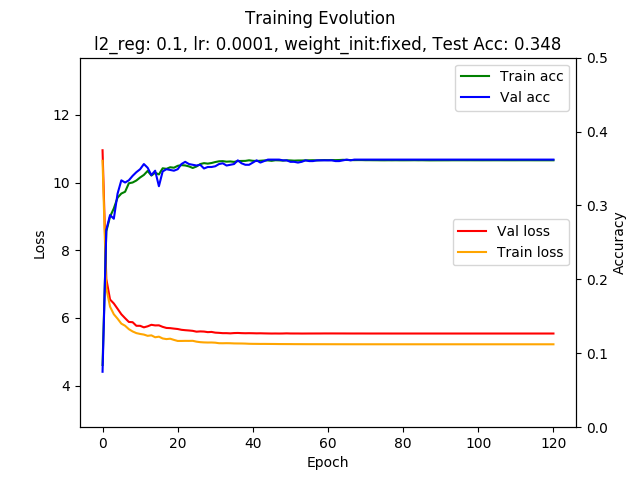 Training Evolution
l2_reg: 0.1, lr: 0.0001, weight_init:fixed, Test Acc: 0.348
Train acc
Val acc
Val loss
Train loss
Loss
12
10
8
6
4
0.5
0.4
0.3
0.2
0.1
0.0
Accuracy
0 20 40 60 80 100 120
Epoch